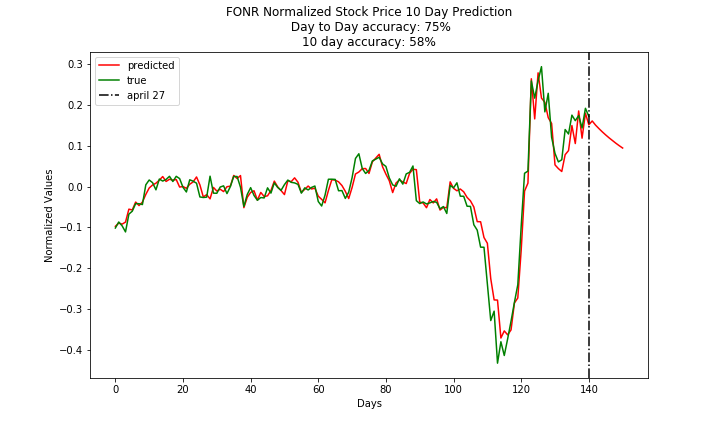 FONR Normalized Stock Price 10 Day Prediction
Day to Day accuracy: 75%
10 day accuracy: 58%
predicted
true
april 27
Normalized Values
0.3
0.2
0.1
0.0
−0.1
−0.2
−0.3
−0.4
0 20 40 60 80 100 120 140
Days